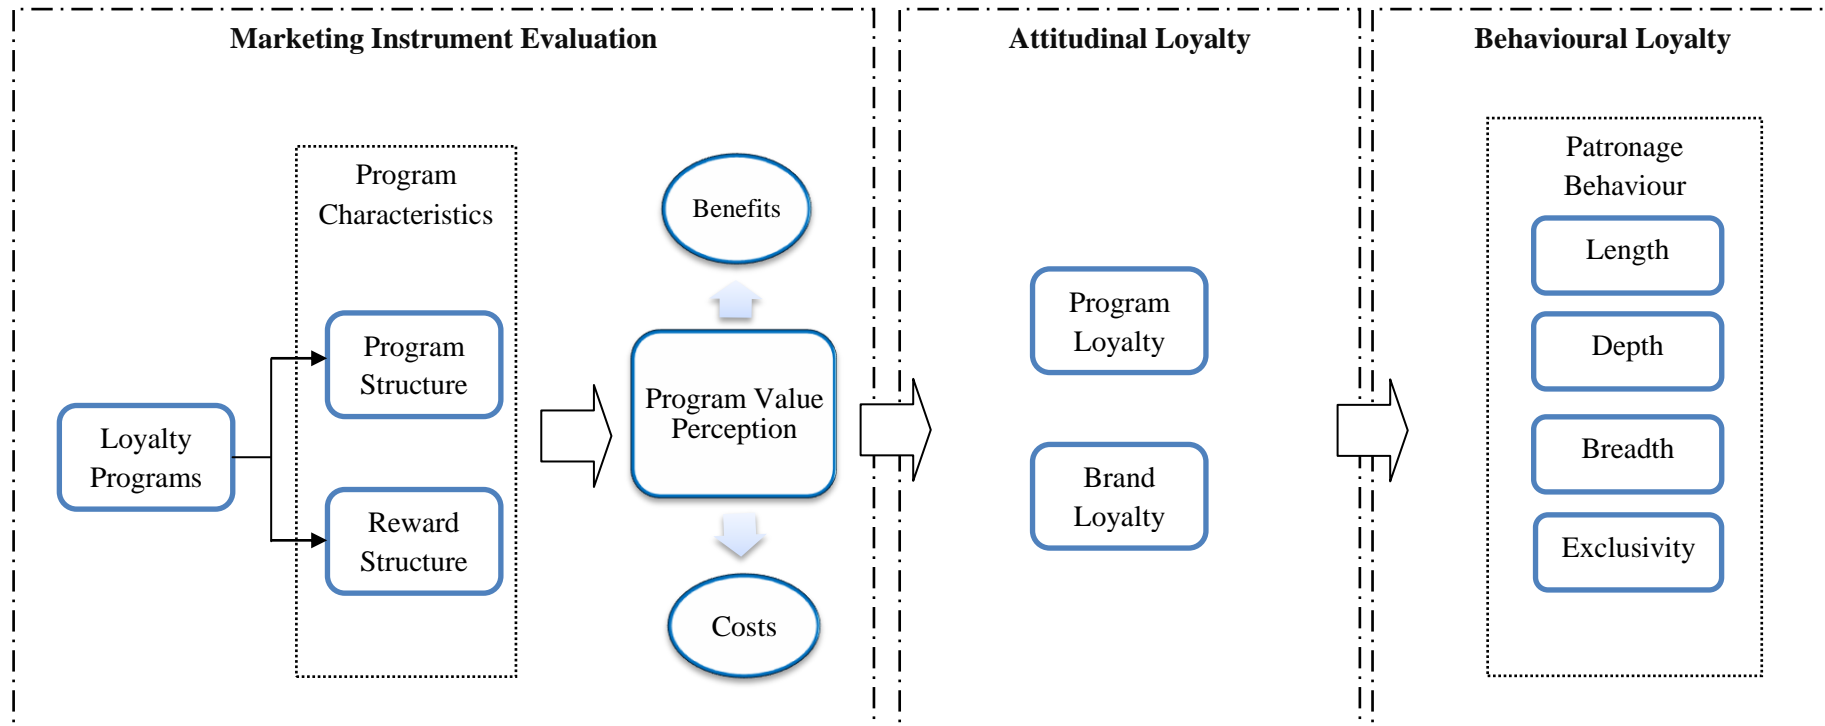 Marketing Instrument Evaluation
Attitudinal Loyalty
Behavioural Loyalty
Loyalty
Programs
Program
Characteristics
Program
Structure
Reward
Structure
Benefits
Program Value
Perception
Costs
Program
Loyalty
Brand
Loyalty
Patronage
Behaviour
Length
Depth
Breadth
Exclusivity